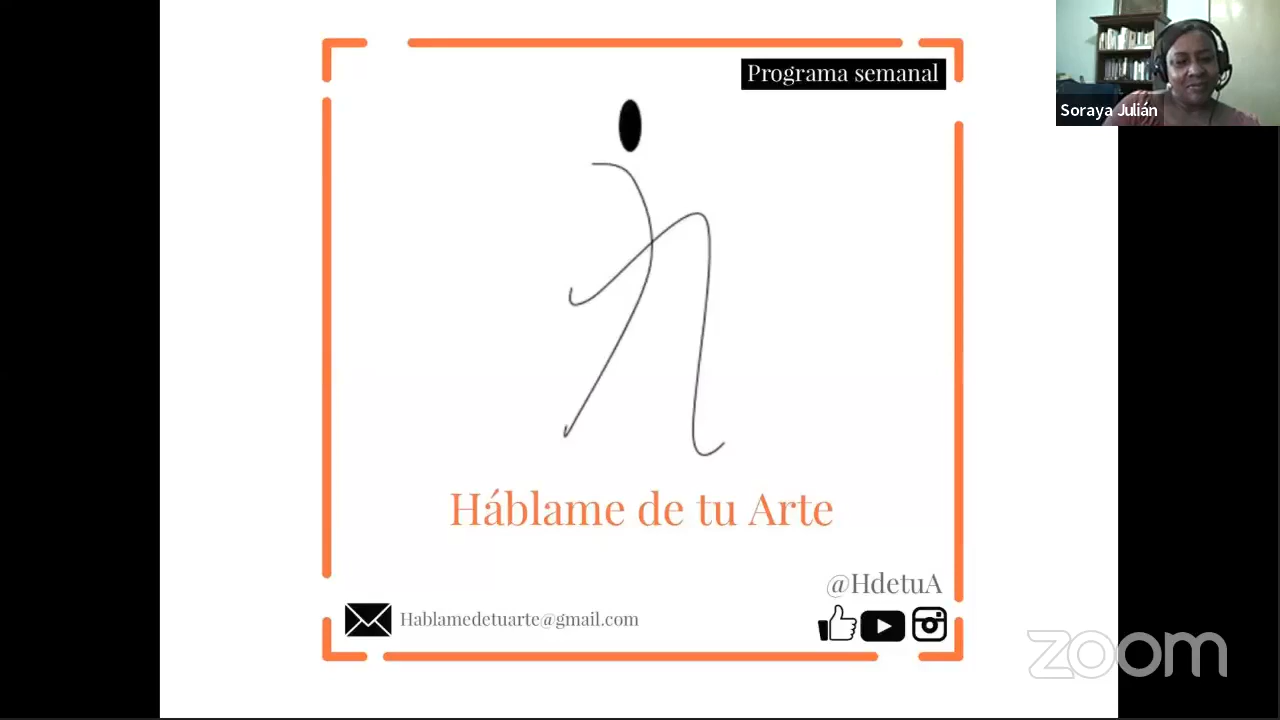 Programa semanal
Soraya Julián
Háblame de tu Arte
@HdetuA
Hablamedetuarte@gmail.com
zoom